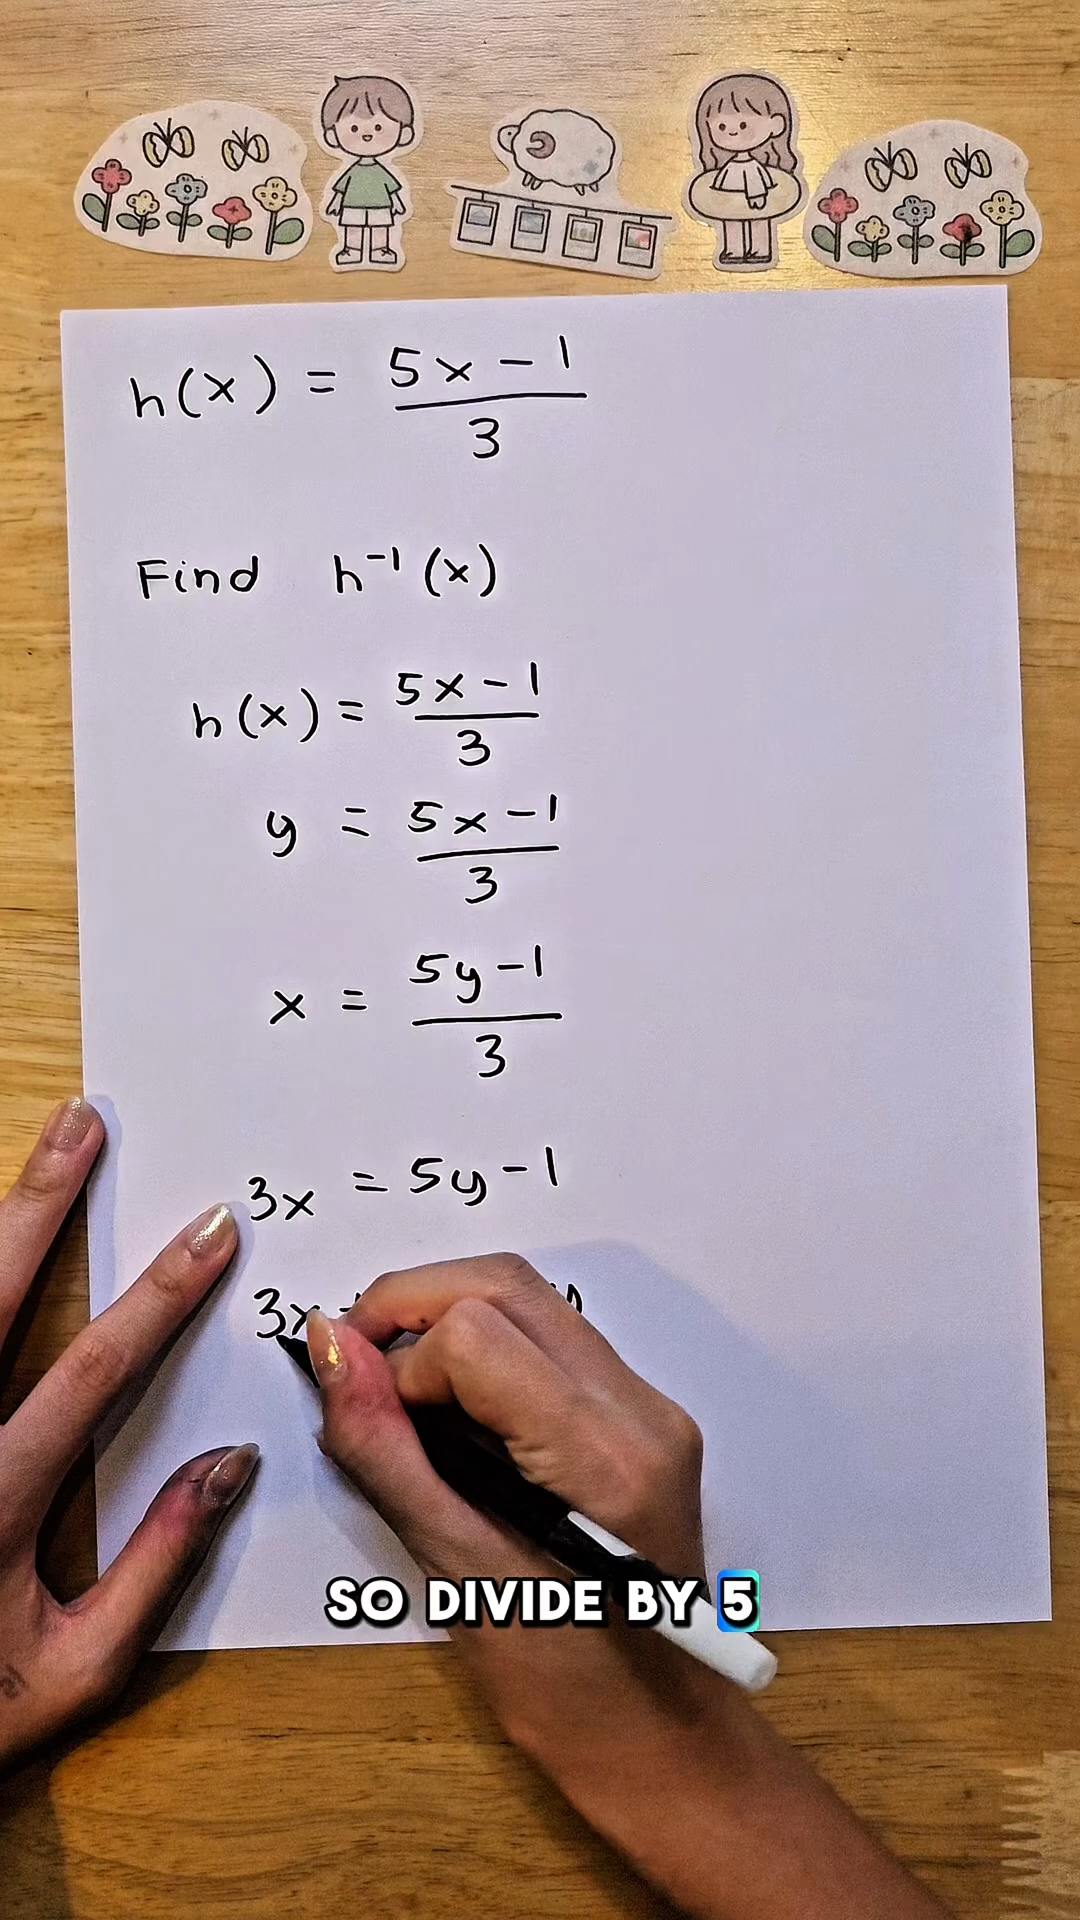 h(x) = 5x - 1 / 3
Find h⁻¹(x)
h(x) = 5x - 1 / 3
y = 5x - 1 / 3
x = 5y - 1 / 3
3x = 5y - 1
3x
SO DIVIDE BY 5